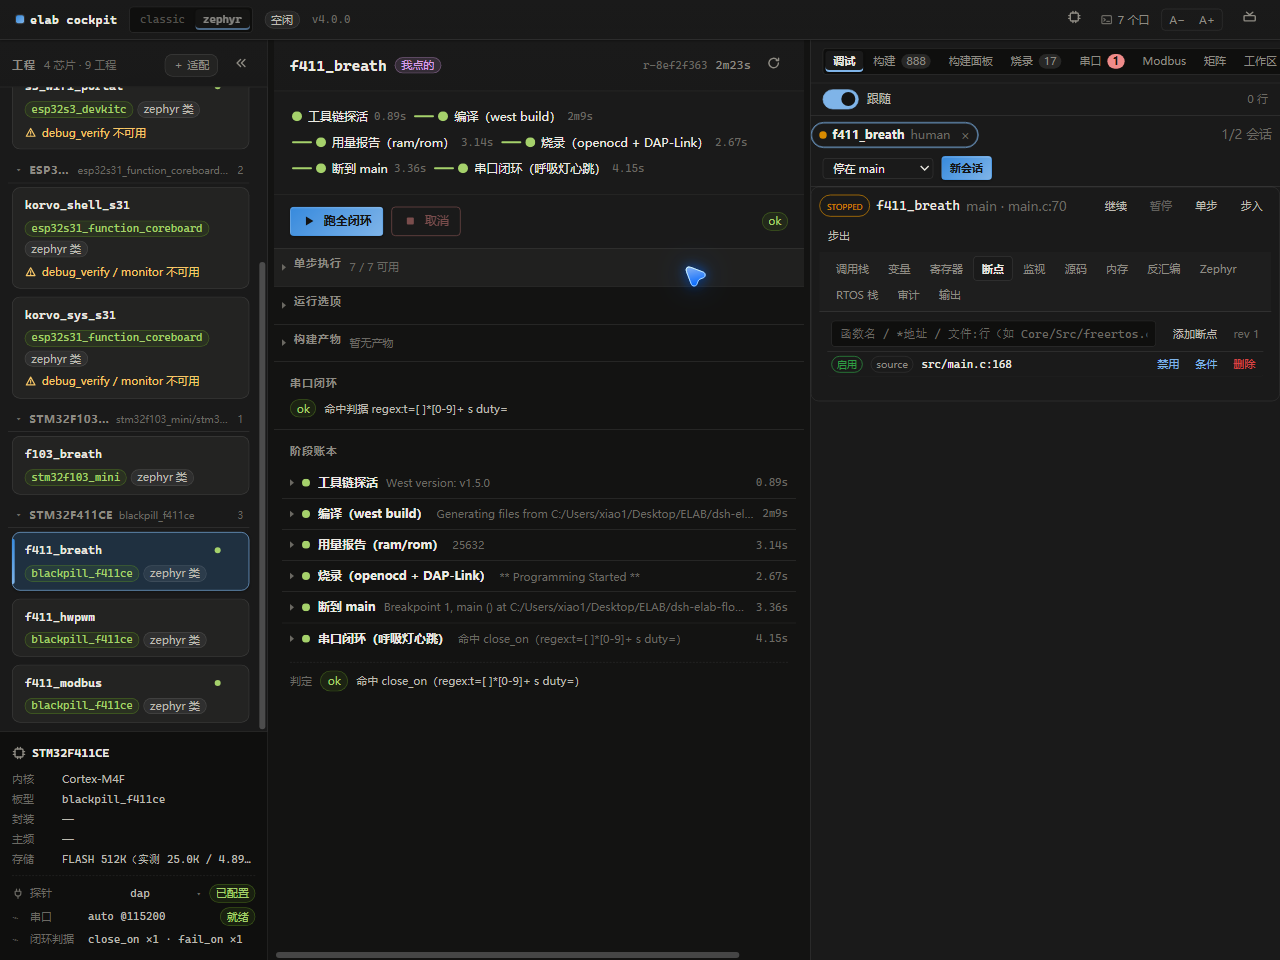 elab cockpit classic zephyr 空闲 v4.0.0 7 个口 A− A+
工程 4 芯片 · 9 工程 + 适配
esp32s3_devkitc zephyr 类
debug_verify 不可用
ESP3... esp32s31_function_coreboard... 2
korvo_shell_s31
esp32s31_function_coreboard
zephyr 类
debug_verify / monitor 不可用
korvo_sys_s31
esp32s31_function_coreboard
zephyr 类
debug_verify / monitor 不可用
STM32F103... stm32f103_mini/stm3... 1
f103_breath
stm32f103_mini zephyr 类
STM32F411CE blackpill_f411ce 3
f411_breath
blackpill_f411ce zephyr 类
f411_hwpwm
blackpill_f411ce zephyr 类
f411_modbus
blackpill_f411ce zephyr 类
STM32F411CE
内核 Cortex-M4F
板型 blackpill_f411ce
封装 —
主频 —
存储 FLASH 512K（实测 25.0K / 4.89...
探针 dap 已配置
串口 auto @115200 就绪
闭环判据 close_on ×1 · fail_on ×1
f411_breath 我点的 r-8ef2f363 2m23s
工具链探活 0.89s 编译（west build） 2m9s
用量报告（ram/rom） 3.14s 烧录（openocd + DAP-Link） 2.67s
断到 main 3.36s 串口闭环（呼吸灯心跳） 4.15s
跑全闭环 取消 ok
单步执行 7 / 7 可用
运行选项
构建产物 暂无产物
串口闭环
ok 命中判据 regex:t=[ ]*[0-9]+ s duty=
阶段账本
工具链探活 West version: v1.5.0 0.89s
编译（west build） Generating files from C:/Users/xiao1/Desktop/ELAB/dsh-el... 2m9s
用量报告（ram/rom） 25632 3.14s
烧录（openocd + DAP-Link） ** Programming Started ** 2.67s
断到 main Breakpoint 1, main () at C:/Users/xiao1/Desktop/ELAB/dsh-elab-flo... 3.36s
串口闭环（呼吸灯心跳） 命中 close_on（regex:t=[ ]*[0-9]+ s duty=） 4.15s
判定 ok 命中 close_on（regex:t=[ ]*[0-9]+ s duty=）
调试 构建 888 构建面板 烧录 17 串口 1 Modbus 矩阵 工作区
跟随 0 行
f411_breath human × 1/2 会话
停在 main 新会话
STOPPED f411_breath main · main.c:70 继续 暂停 单步 步入
步出
调用栈 变量 寄存器 断点 监视 源码 内存 反汇编 Zephyr
RTOS 栈 审计 输出
函数名 / *地址 / 文件:行（如 Core/Src/freertos. 添加断点 rev 1
启用 source src/main.c:168 禁用 条件 删除